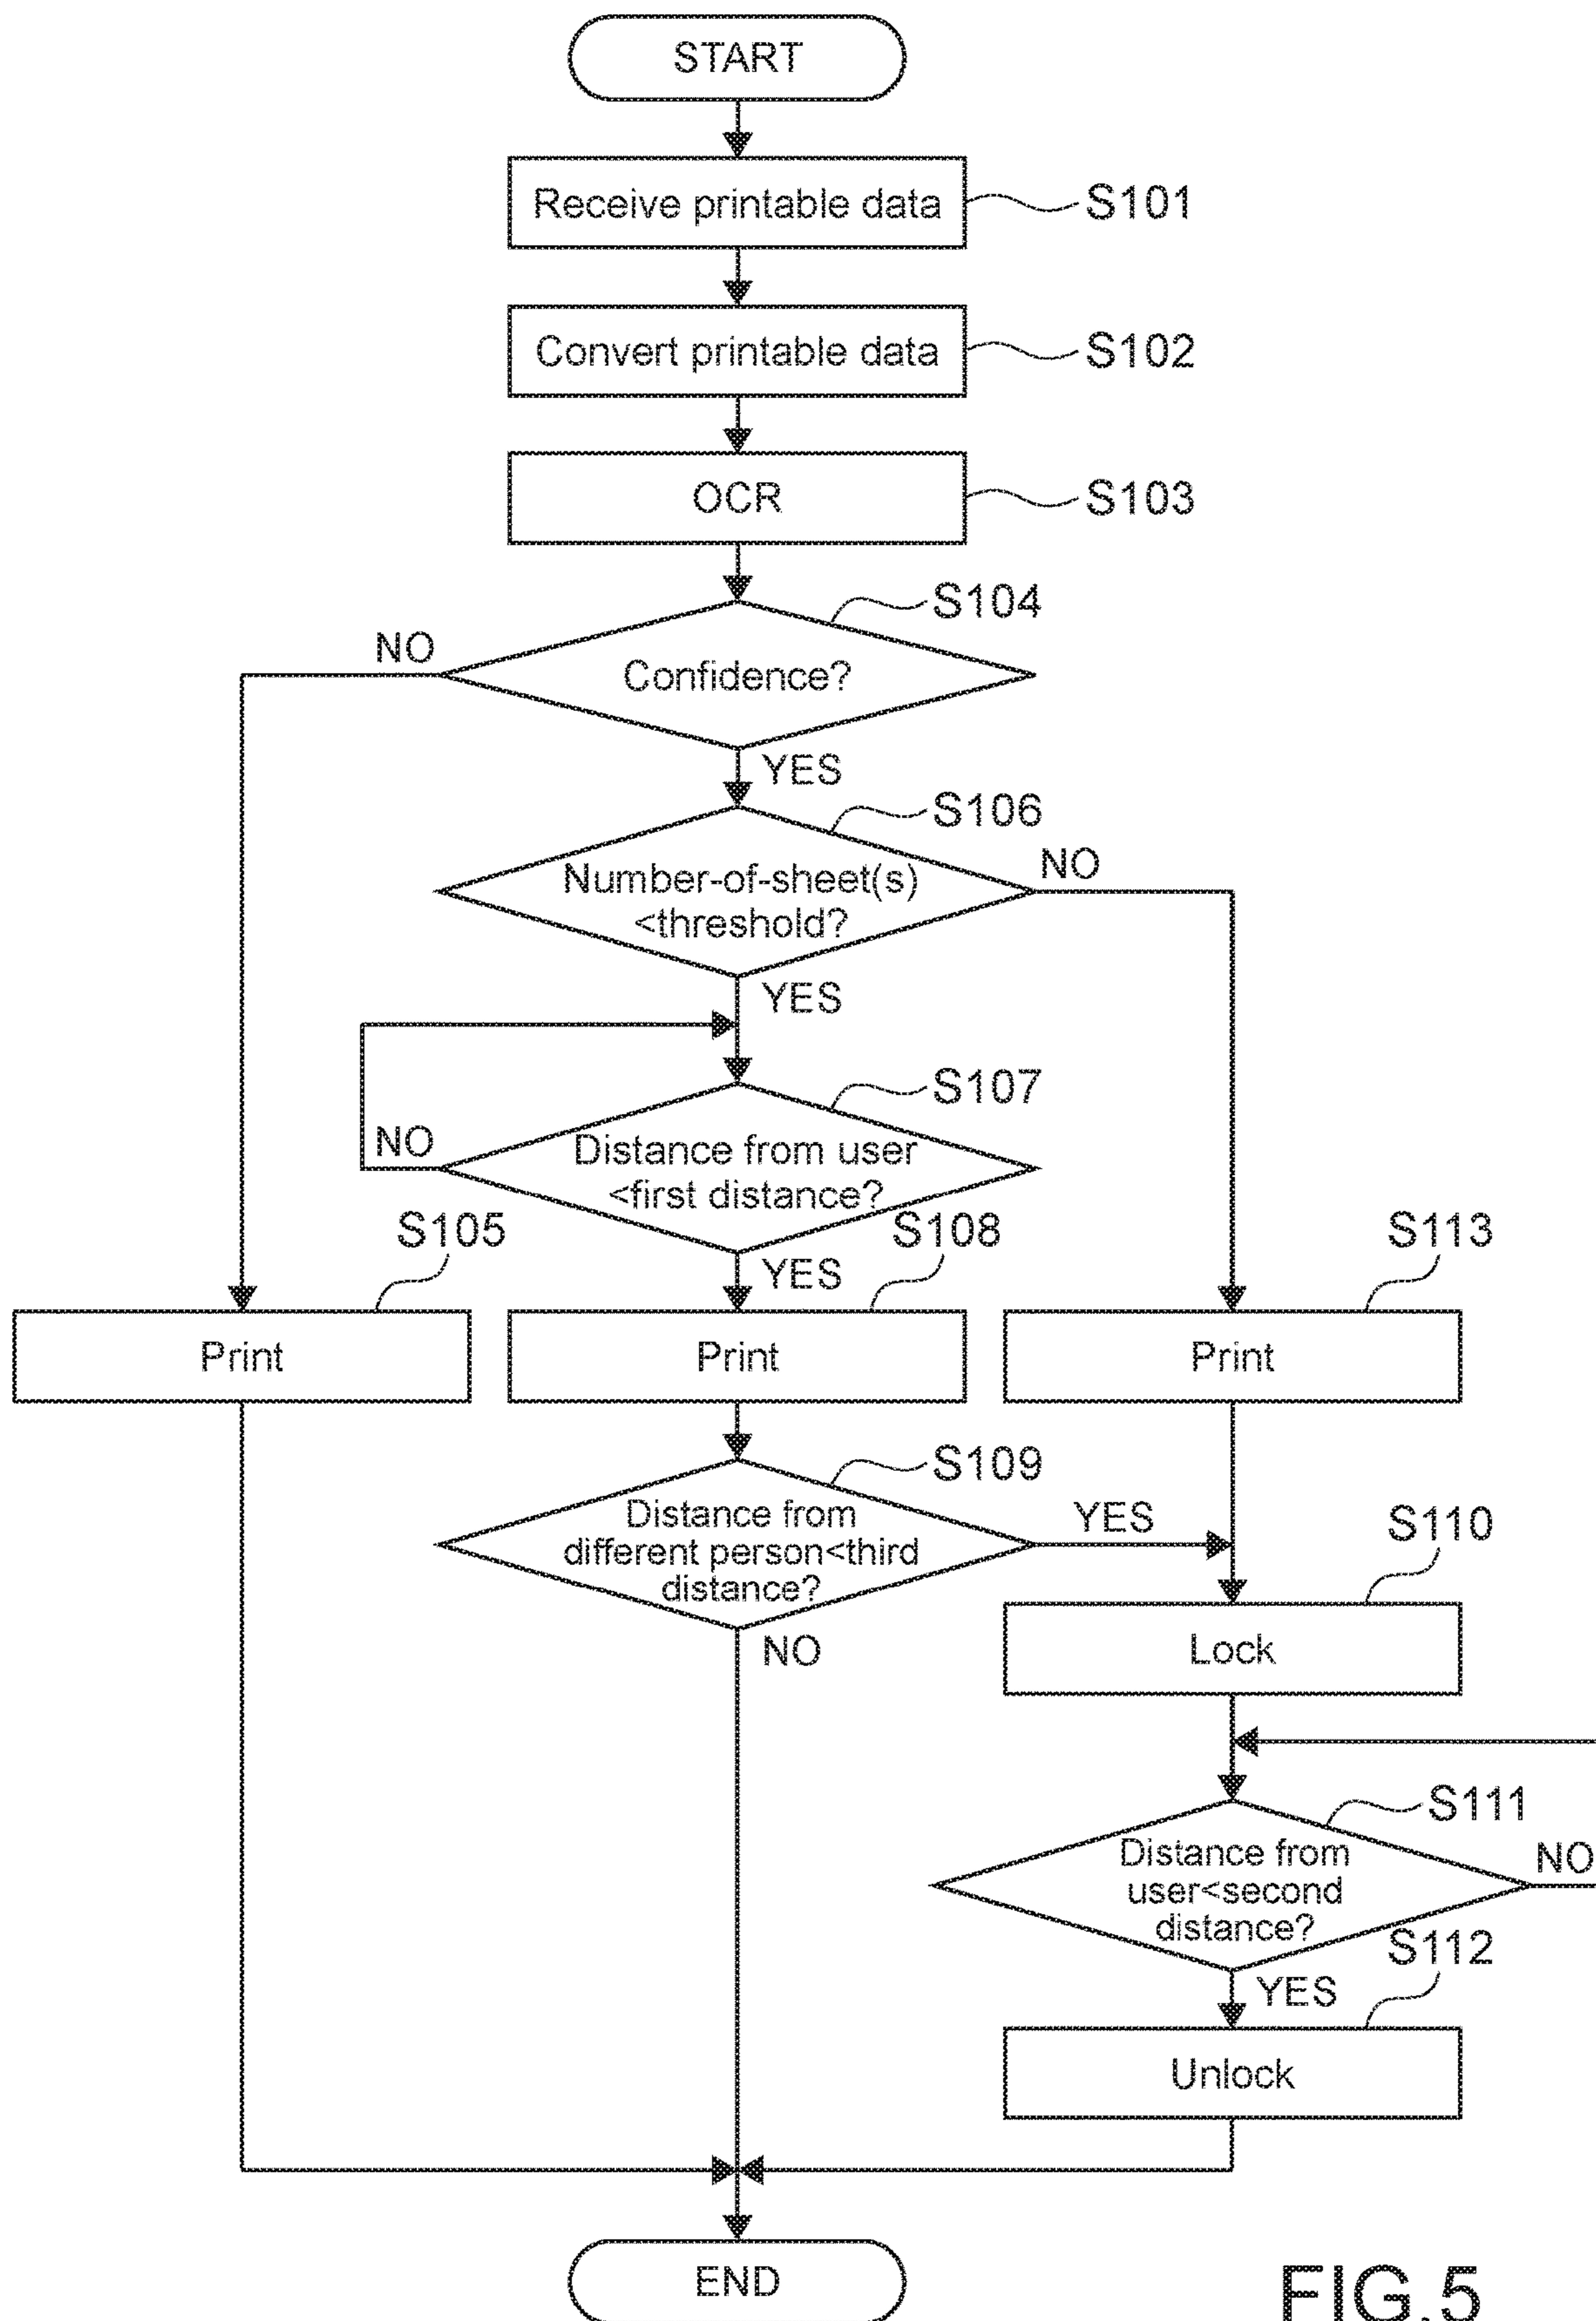 START
Receive printable data
S101
Convert printable data
S102
OCR
S103
S104
NO
Confidence?
YES
S106
Number-of-sheet(s)
<threshold?
NO
YES
S107
NO
Distance from user
<first distance?
S105
S108
S113
YES
Print
Print
Print
S109
Distance from
different person<third
distance?
YES
S110
NO
Lock
S111
Distance from
user<second
distance?
NO
S112
YES
Unlock
END
FIG.5